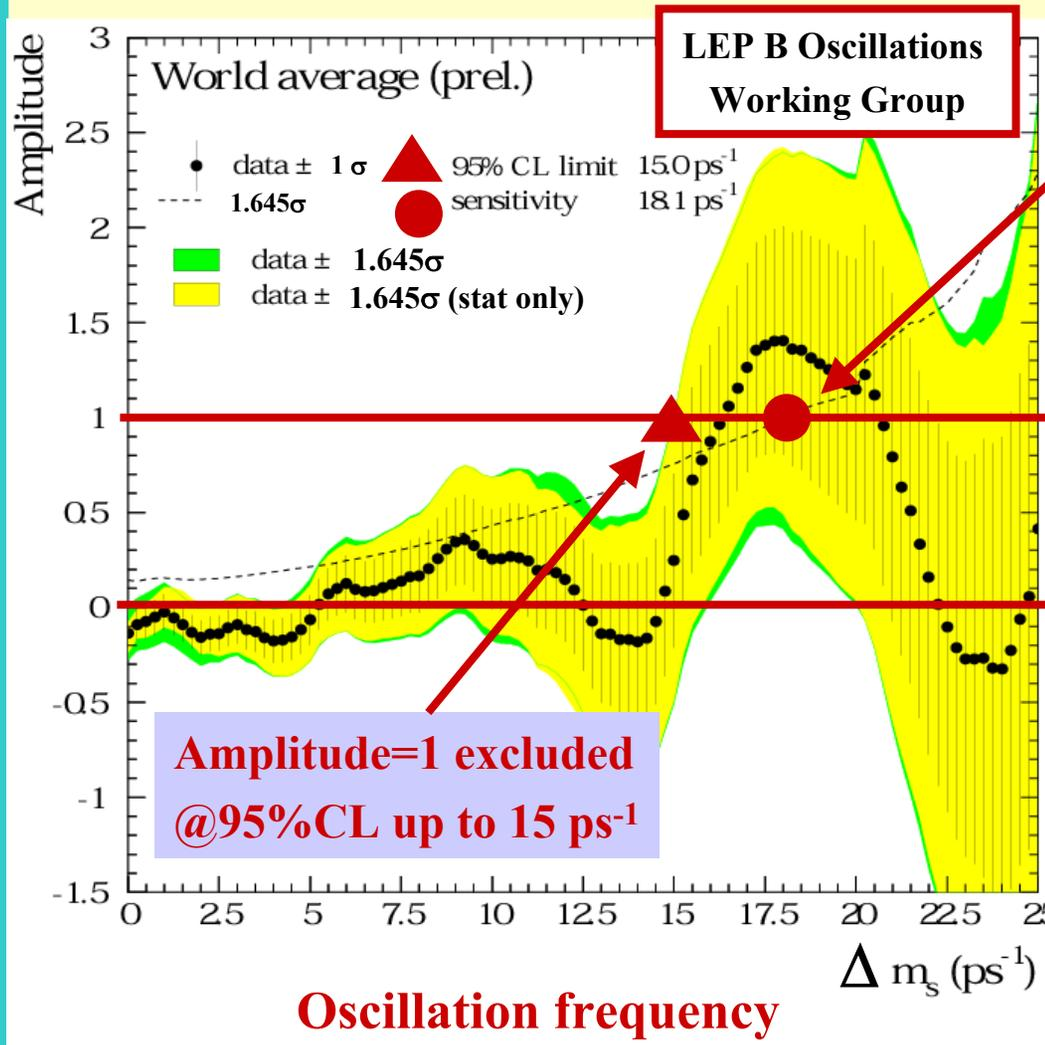 LEP B Oscillations
Working Group
Amplitude
World average (prel.)
data ± 1 σ
1.645σ
data ± 1.645σ
data ± 1.645σ (stat only)
95% CL limit 15.0 ps-1
sensitivity 18.1 ps-1
3
2.5
2
1.5
1
0.5
0
-0.5
-1
-1.5
Amplitude=1 excluded
@95%CL up to 15 ps-1
0 2.5 5 7.5 10 12.5 15 17.5 20 22.5 25
Δ ms (ps-1)
Oscillation frequency